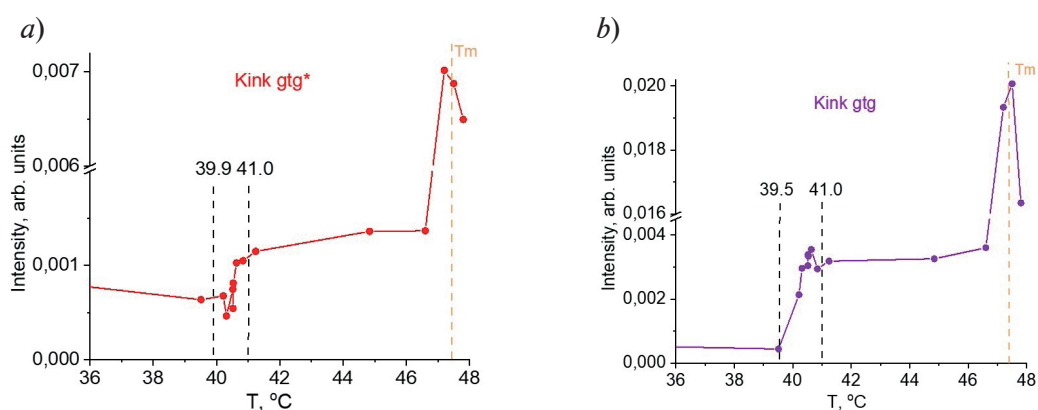 a)
0,007
0,006
0,001
0,000
Intensity, arb. units
Kink gtg*
Tm
39.9 41.0
36 38 40 42 44 46 48
T, ºC
b)
0,020
0,018
0,016
0,004
0,002
0,000
Intensity, arb. units
Kink gtg
Tm
39.5 41.0
36 38 40 42 44 46 48
T, ºC